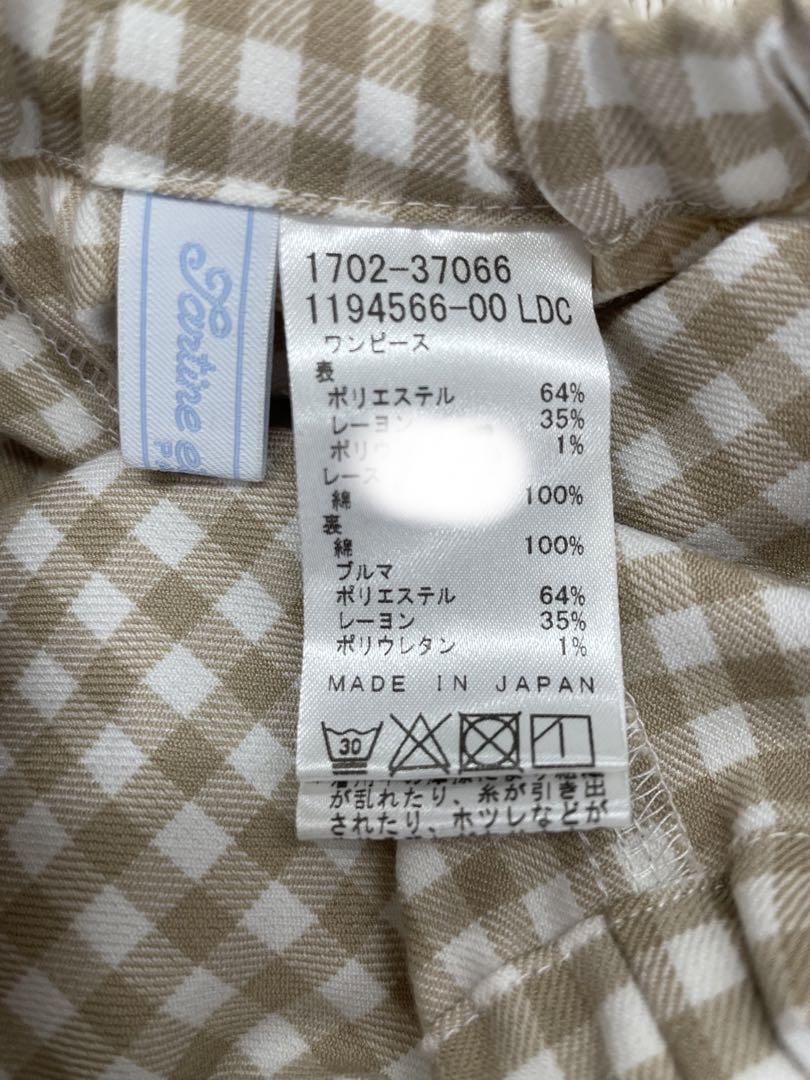 Tartine
P
1702-37066
1194566-00 LDC
ワンピース
表
ポリエステル 64%
レーヨン 35%
ポリウ 1%
レース
綿 100%
裏
綿 100%
ブルマ
ポリエステル 64%
レーヨン 35%
ポリウレタン 1%
MADE IN JAPAN
30
が乱れたり、糸が引き出
されたり、ホツレなどが